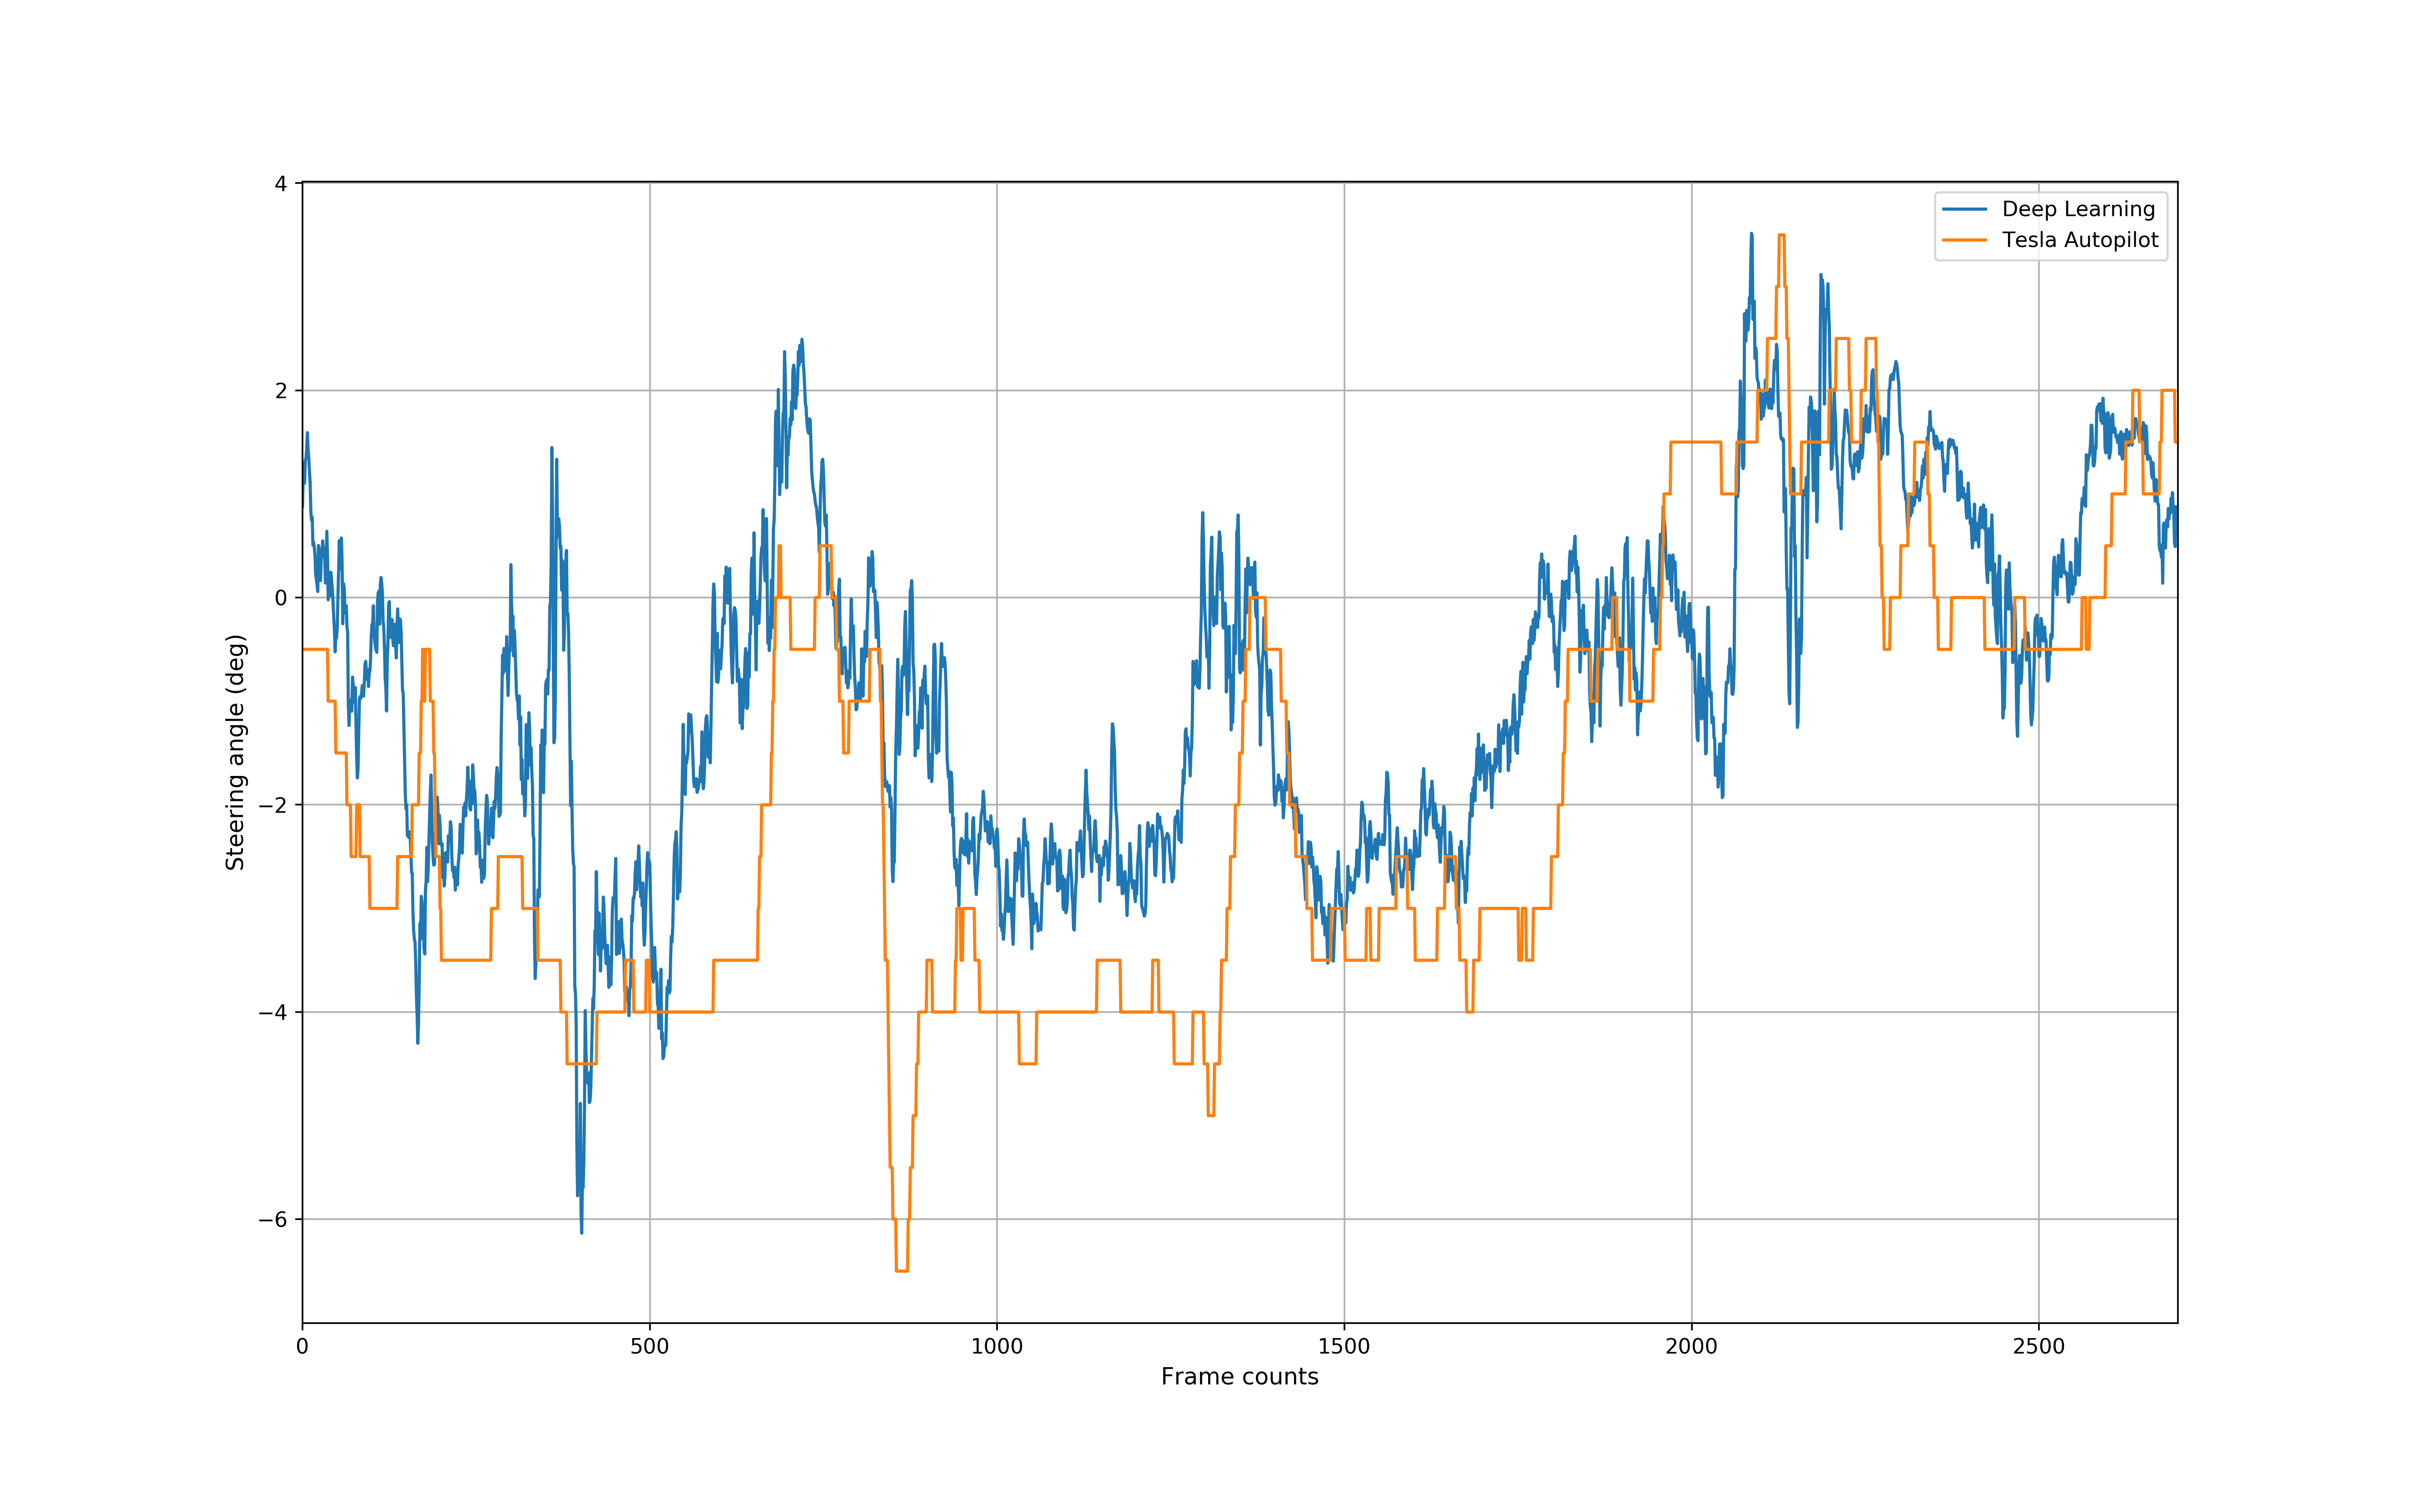 4
2
0
−2
−4
−6
Steering angle (deg)
Deep Learning
Tesla Autopilot
0 500 1000 1500 2000 2500
Frame counts